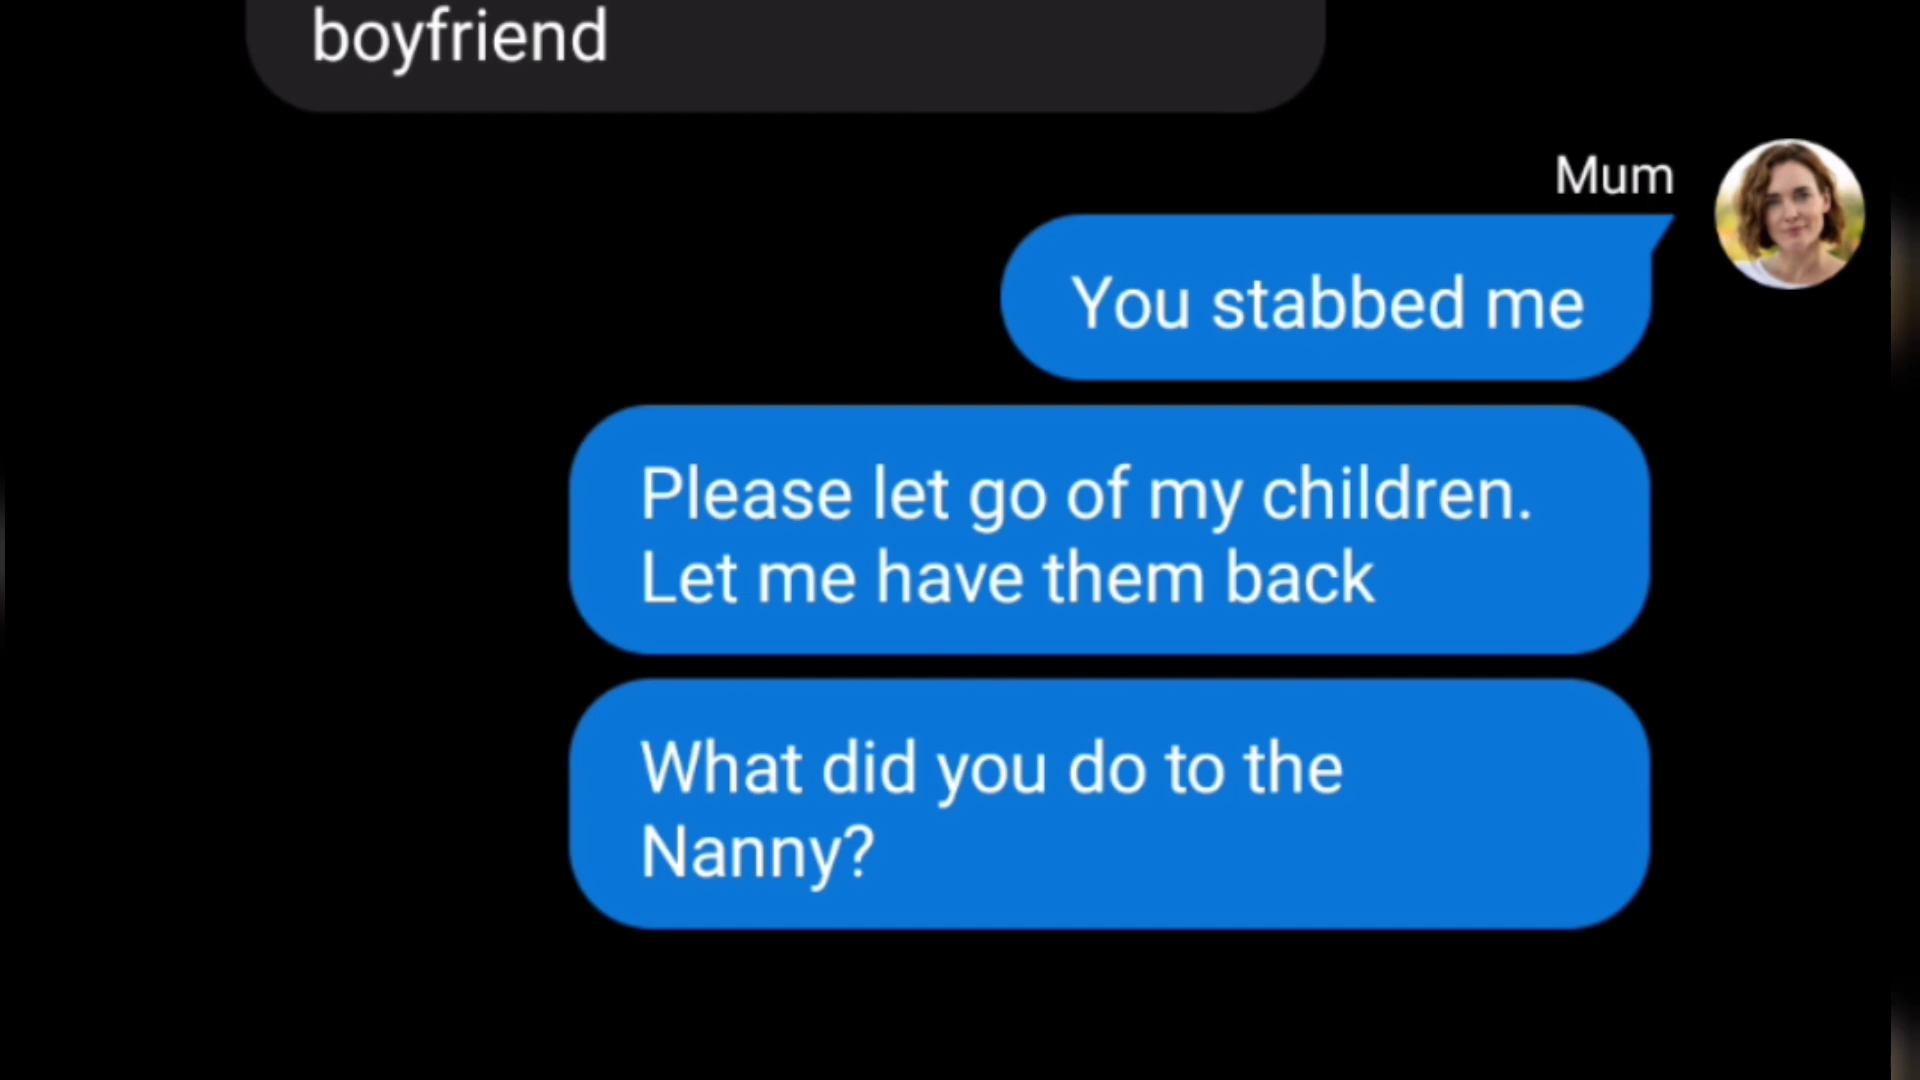 boyfriend
Mum
You stabbed me
Please let go of my children.
Let me have them back
What did you do to the
Nanny?